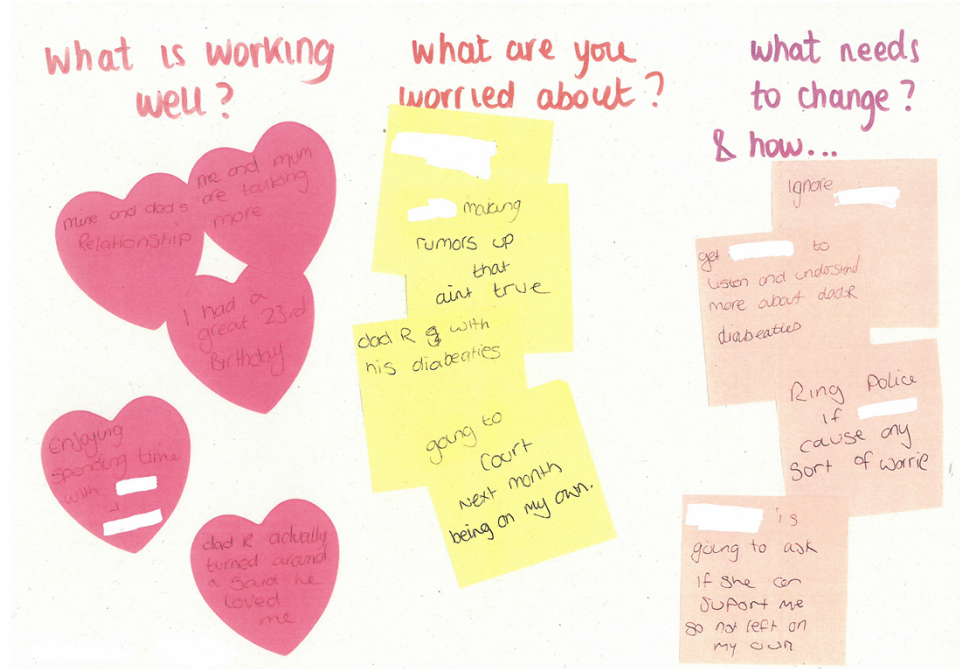 what is working
well?
mine and dad's
Relationship
me and mum
are talking
more
I had a
great 23rd
Birthday
Enjoying
spending time
with
+
dad R actually
turned around
a said he
loved
me...
what are you
worried about?
making
rumors up
that
aint true
dad R with
his diabeaties
going to
court
next month
being on my own.
what needs
to change?
& how...
Ignore
get to
listen and understand
more about dad R
diabeaties
Ring Police
if
cause any
sort of worrie
is
going to ask
if she can
suport me
so not left on
my own